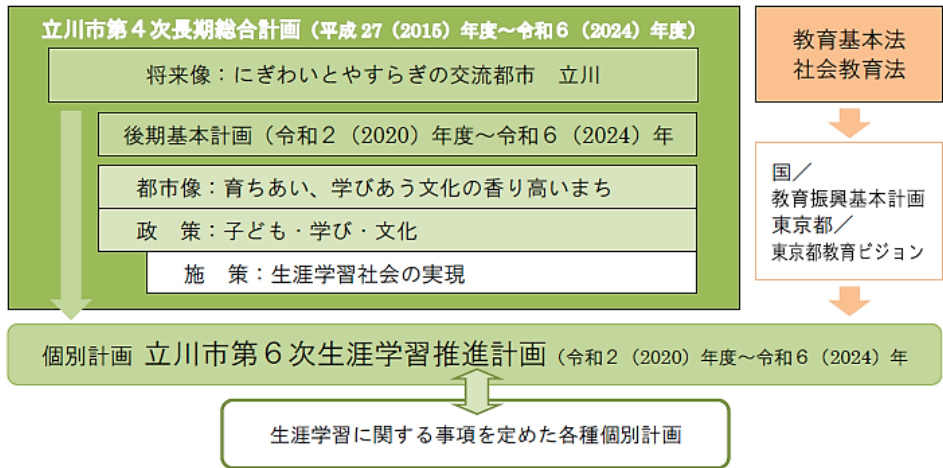 立川市第４次長期総合計画（平成27（2015）年度～令和６（2024）年度）
将来像：にぎわいとやすらぎの交流都市　立川
後期基本計画（令和２（2020）年度～令和６（2024）年
都市像：育ちあい、学びあう文化の香り高いまち
政　策：子ども・学び・文化
施　策：生涯学習社会の実現
教育基本法
社会教育法
国／
教育振興基本計画
東京都／
東京都教育ビジョン
個別計画 立川市第６次生涯学習推進計画（令和２（2020）年度～令和６（2024）年
生涯学習に関する事項を定めた各種個別計画